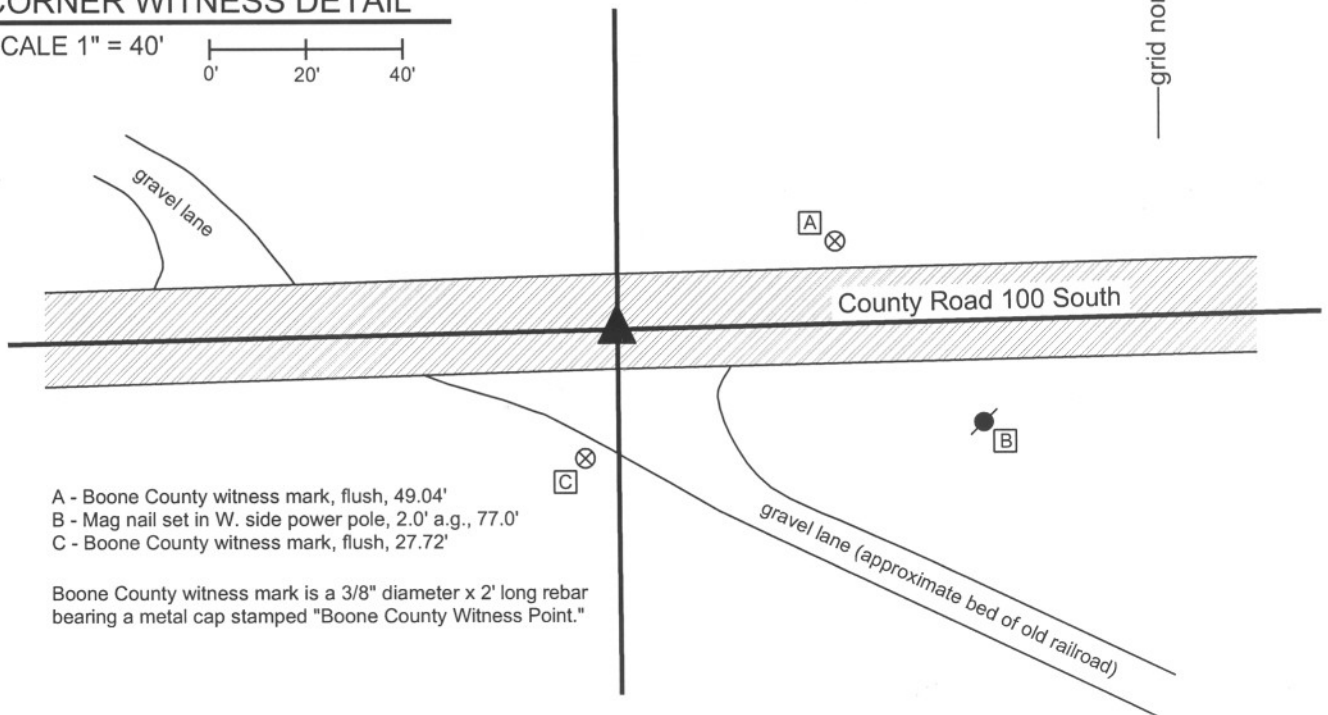 CORNER WITNESS DETAIL
SCALE 1" = 40'
0' 20' 40'
grid nor
gravel lane
A
County Road 100 South
B
C
A - Boone County witness mark, flush, 49.04'
B - Mag nail set in W. side power pole, 2.0' a.g., 77.0'
C - Boone County witness mark, flush, 27.72'
Boone County witness mark is a 3/8" diameter x 2' long rebar
bearing a metal cap stamped "Boone County Witness Point."
gravel lane (approximate bed of old railroad)